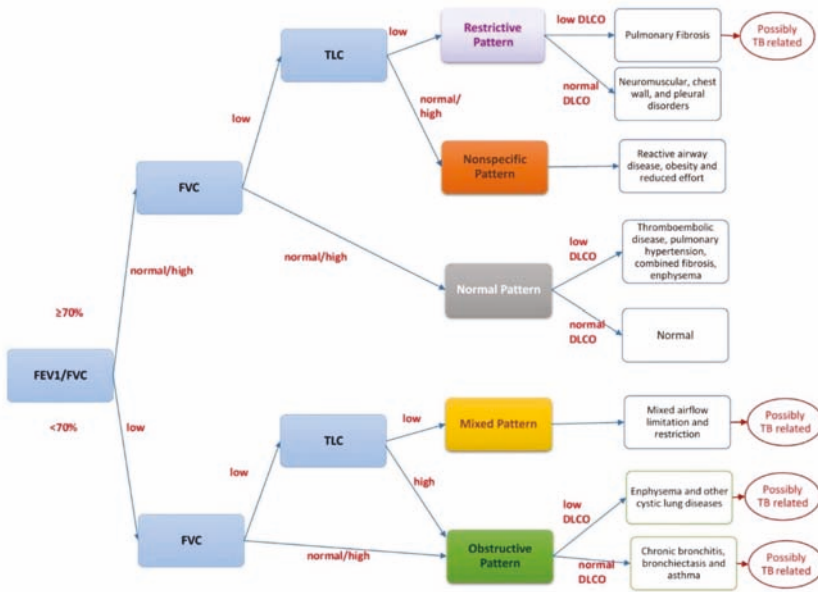 low
TLC
low
normal/
high
Restrictive
Pattern
low DLCO
normal
DLCO
Pulmonary Fibrosis
Possibly
TB related
Neuromuscular, chest
wall, and pleural
disorders
FVC
low
normal/high
Nonspecific
Pattern
Reactive airway
disease, obesity and
reduced effort
normal/high
Normal Pattern
low
DLCO
normal
DLCO
Thromboembolic
disease, pulmonary
hypertension,
combined fibrosis,
enphysema
Normal
≥70%
FEV1/FVC
<70%
low
TLC
low
high
Mixed Pattern
Mixed airflow
limitation and
restriction
Possibly
TB related
FVC
normal/high
Obstructive
Pattern
low
DLCO
normal
DLCO
Enphysema and other
cystic lung diseases
Possibly
TB related
Chronic bronchitis,
bronchiectasis and
asthma
Possibly
TB related